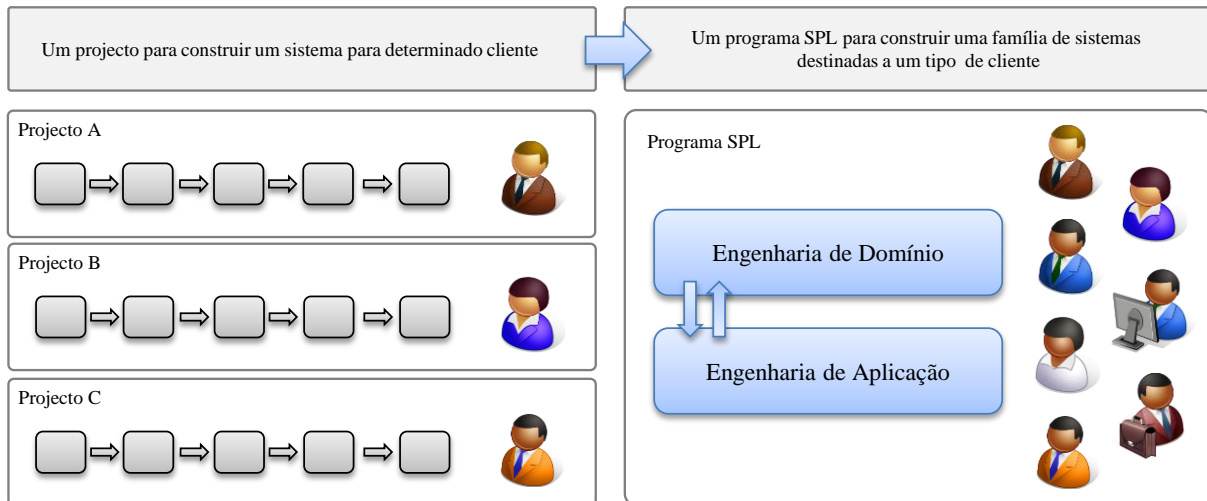 Um projecto para construir um sistema para determinado cliente
Um programa SPL para construir uma família de sistemas
destinadas a um tipo de cliente
Projecto A
Projecto B
Projecto C
Programa SPL
Engenharia de Domínio
Engenharia de Aplicação